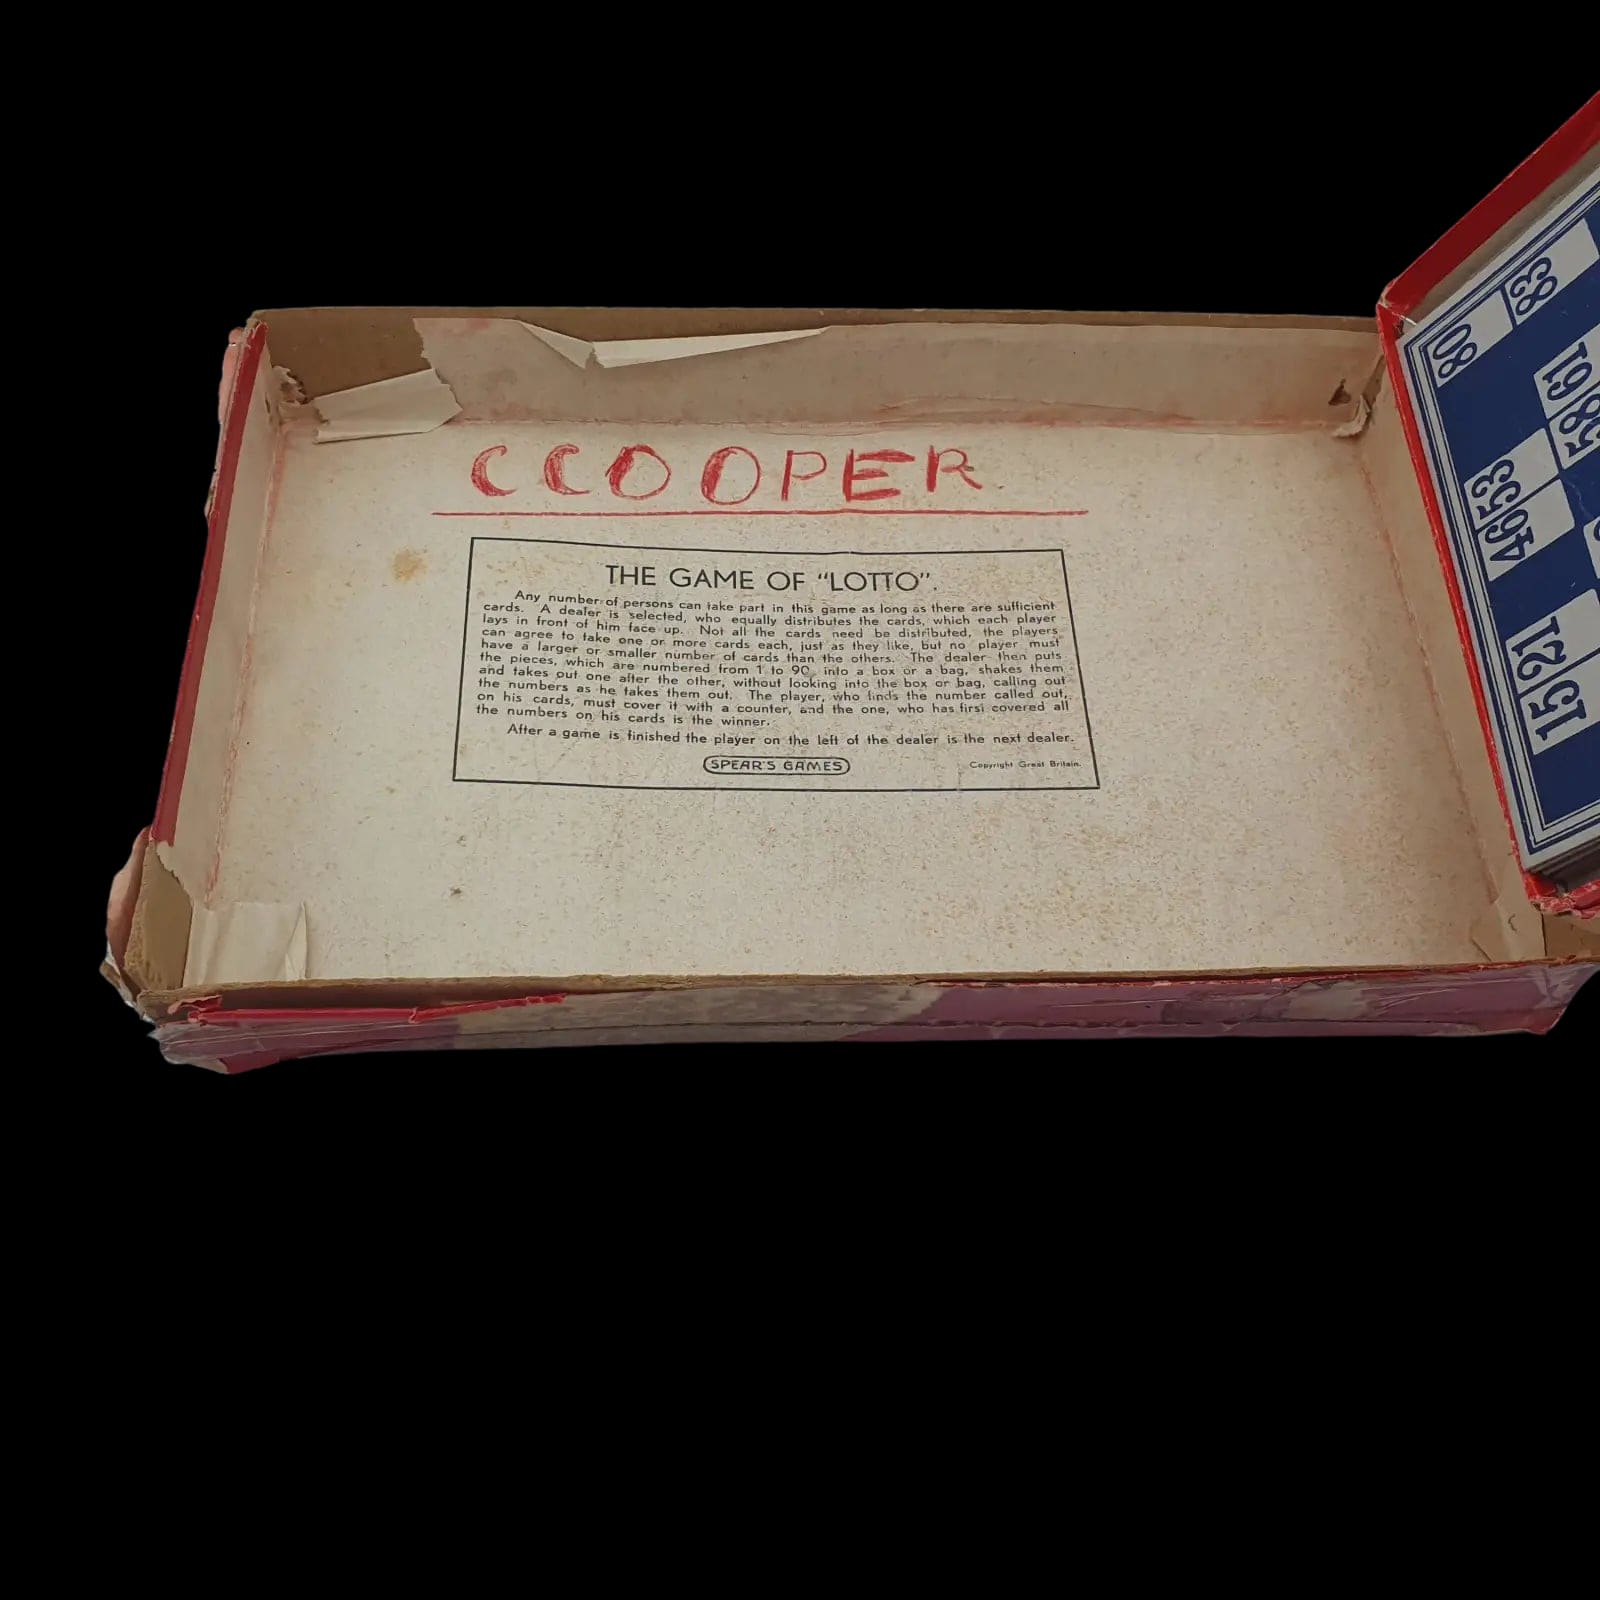 CCOOPER
THE GAME OF "LOTTO".
Any number of persons can take part in this game as long as there are sufficient
cards. A dealer is selected, who equally distributes the cards, which each player
lays in front of him face up. Not all the cards need be distributed, the players
can agree to take one or more cards each, just as they like, but no player must
have a larger or smaller number of cards than the others. The dealer then puts
the pieces, which are numbered from 1 to 90, into a box or a bag, shakes them
and takes out one after the other, without looking into the box or bag, calling out
the numbers as he takes them out. The player, who finds the number called out,
on his cards, must cover it with a counter, and the one, who has first covered all
the numbers on his cards is the winner.
After a game is finished the player on the left of the dealer is the next dealer.
SPEAR'S GAMES
Copyright Great Britain.
80 83
58 61
46 53
15 21